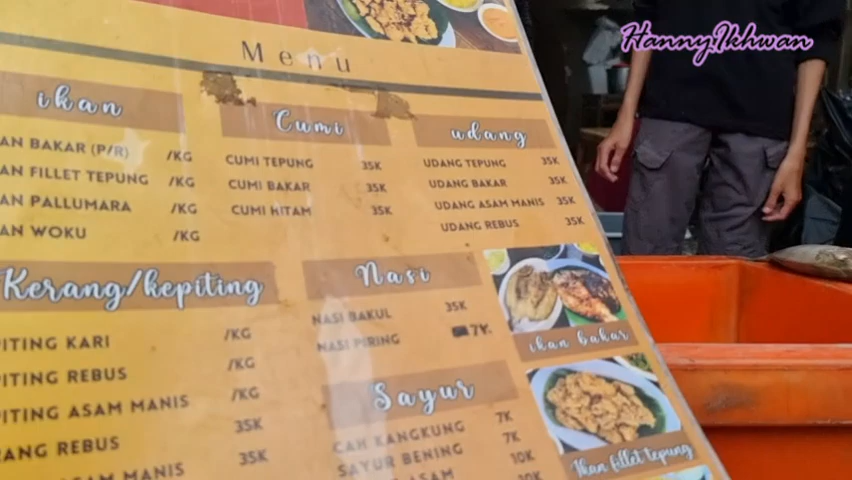 HannyIkhwan
Menu
ikan
AN BAKAR (P/R) /KG
AN FILLET TEPUNG /KG
AN PALLUMARA /KG
AN WOKU /KG
Cumi
CUMI TEPUNG 35K
CUMI BAKAR 35K
CUMI HITAM 35K
udang
UDANG TEPUNG 35K
UDANG BAKAR 35K
UDANG ASAM MANIS 35K
UDANG REBUS 35K
Kerang/kepiting
PITING KARI /KG
PITING REBUS /KG
PITING ASAM MANIS /KG
RANG REBUS 35K
ASAM MANIS 35K
Nasi
NASI BAKUL 35K
NASI PIRING 7K
Sayur
CAH KANGKUNG 7K
SAYUR BENING 7K
ASAM 10K
10K
ikan bakar
Ikan fillet tepung